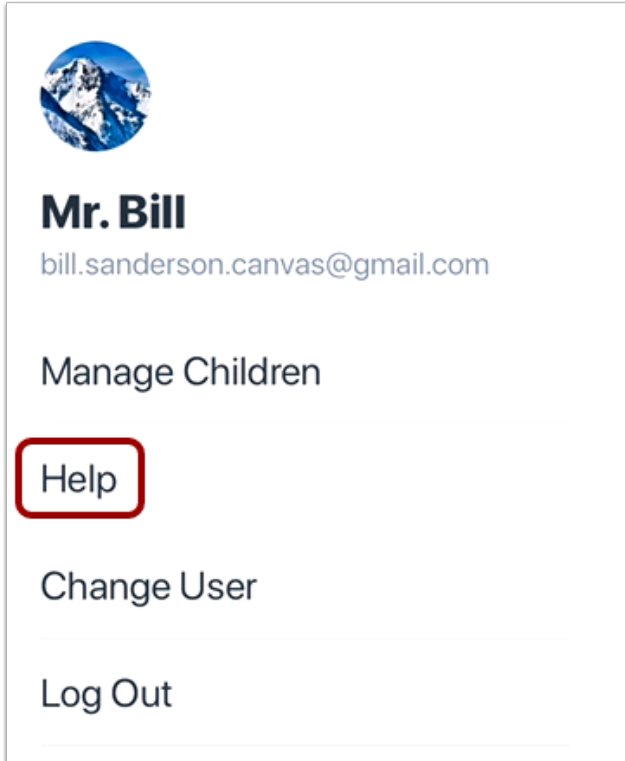 Mr. Bill
bill.sanderson.canvas@gmail.com
Manage Children
Help
Change User
Log Out